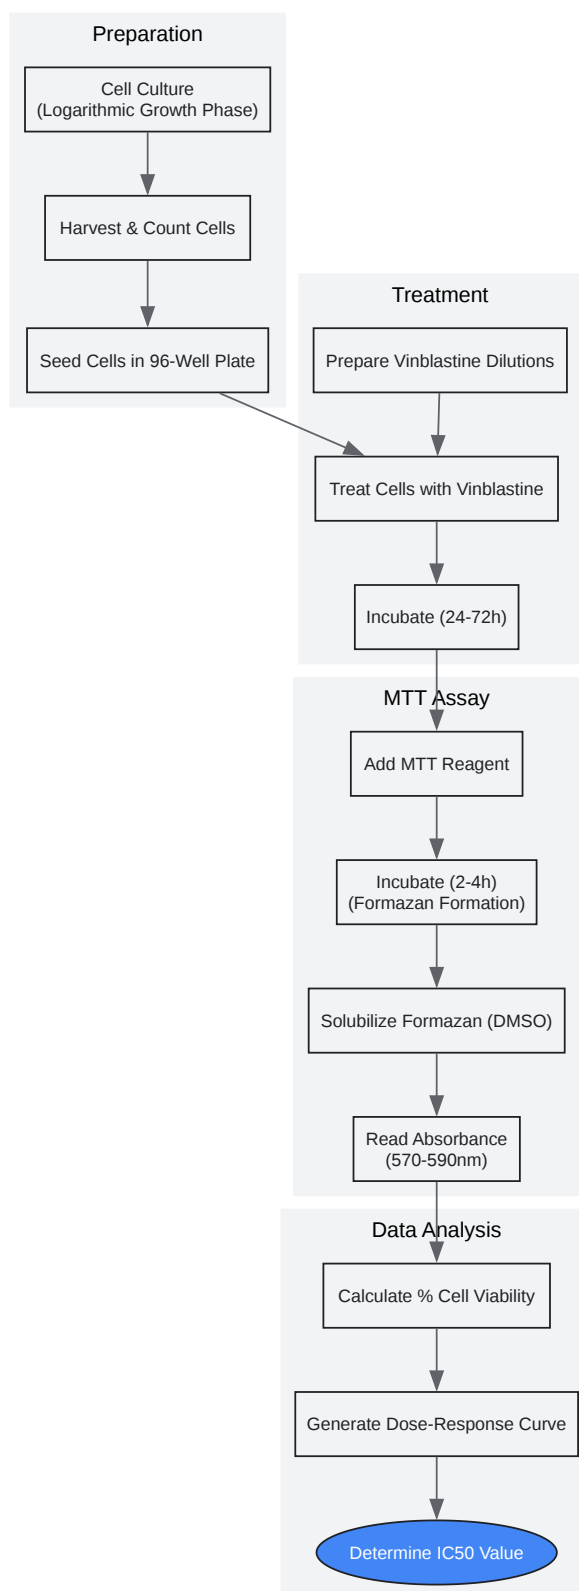 Preparation
Cell Culture
(Logarithmic Growth Phase)
Harvest & Count Cells
Seed Cells in 96-Well Plate
Treatment
Prepare Vinblastine Dilutions
Treat Cells with Vinblastine
Incubate (24-72h)
MTT Assay
Add MTT Reagent
Incubate (2-4h)
(Formazan Formation)
Solubilize Formazan (DMSO)
Read Absorbance
(570-590nm)
Data Analysis
Calculate % Cell Viability
Generate Dose-Response Curve
Determine IC50 Value